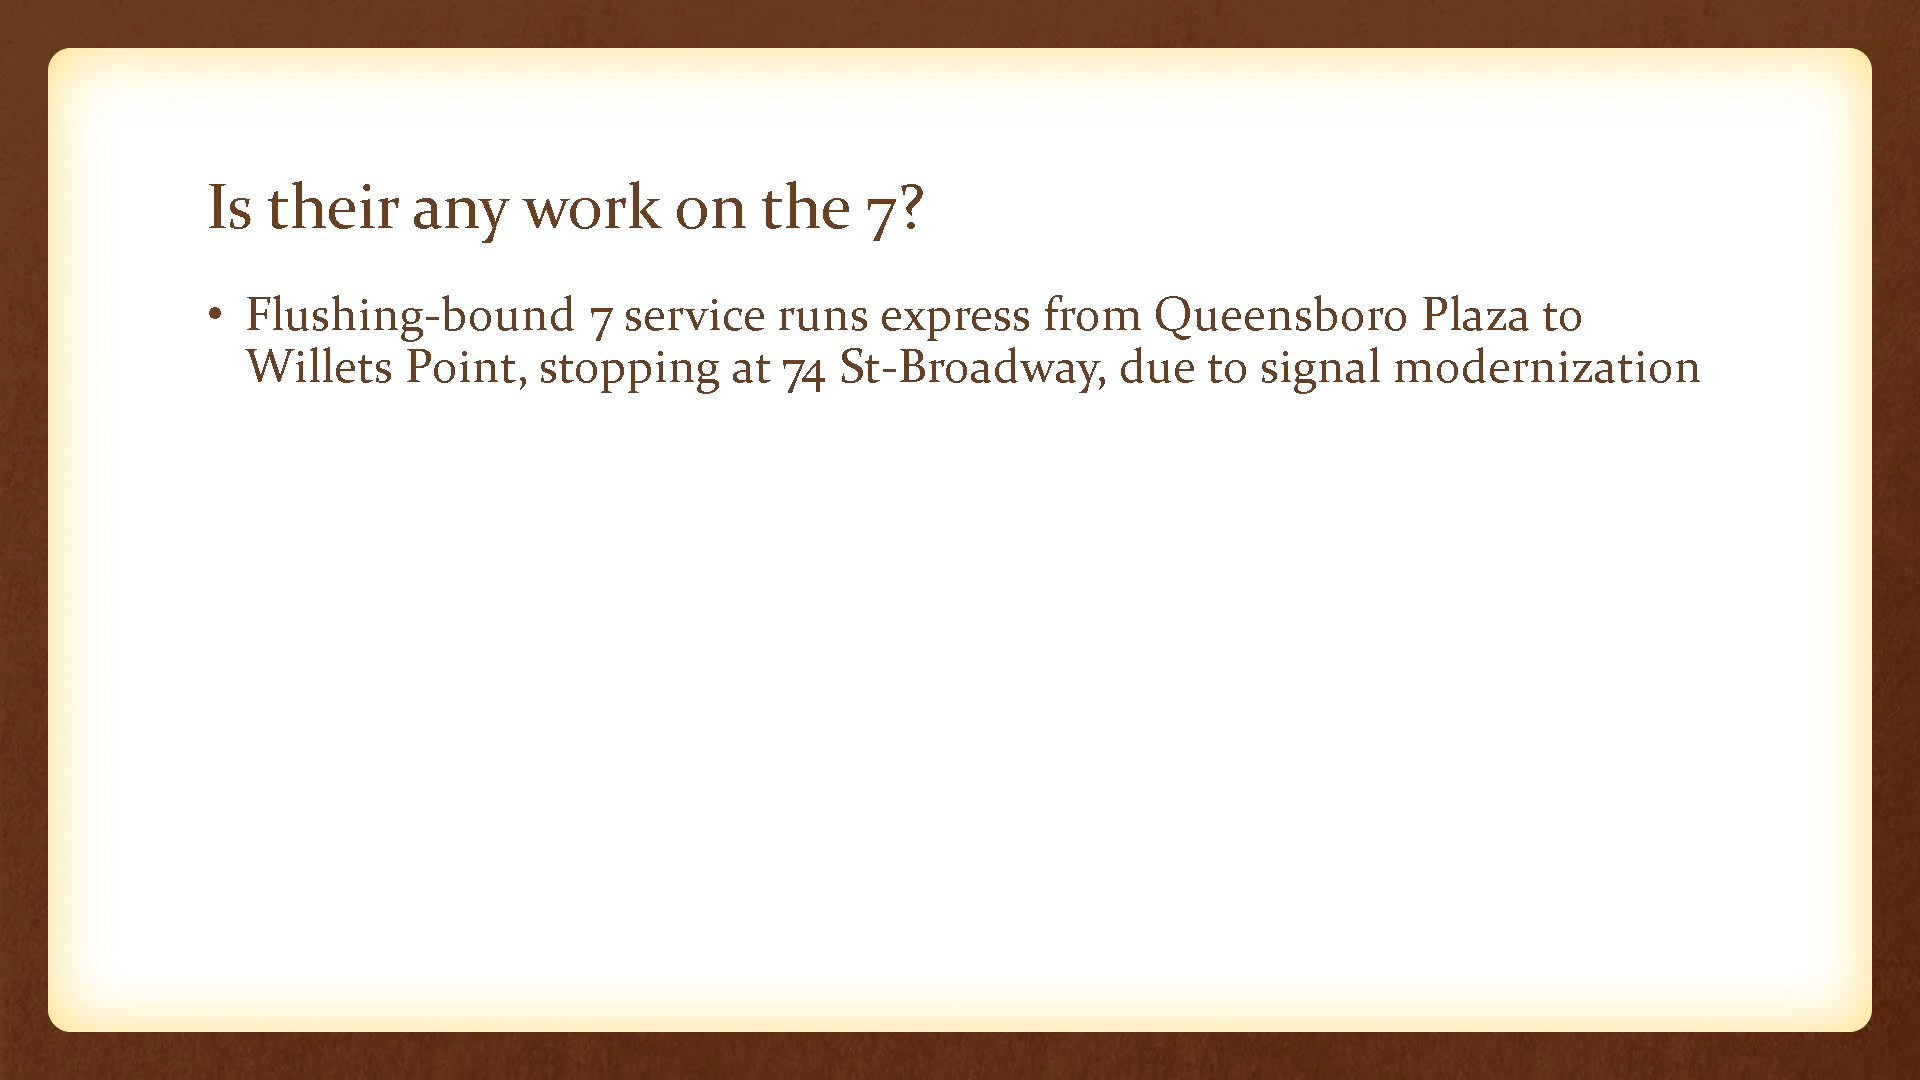 Is their any work on the 7?
• Flushing-bound 7 service runs express from Queensboro Plaza to
Willets Point, stopping at 74 St-Broadway, due to signal modernization